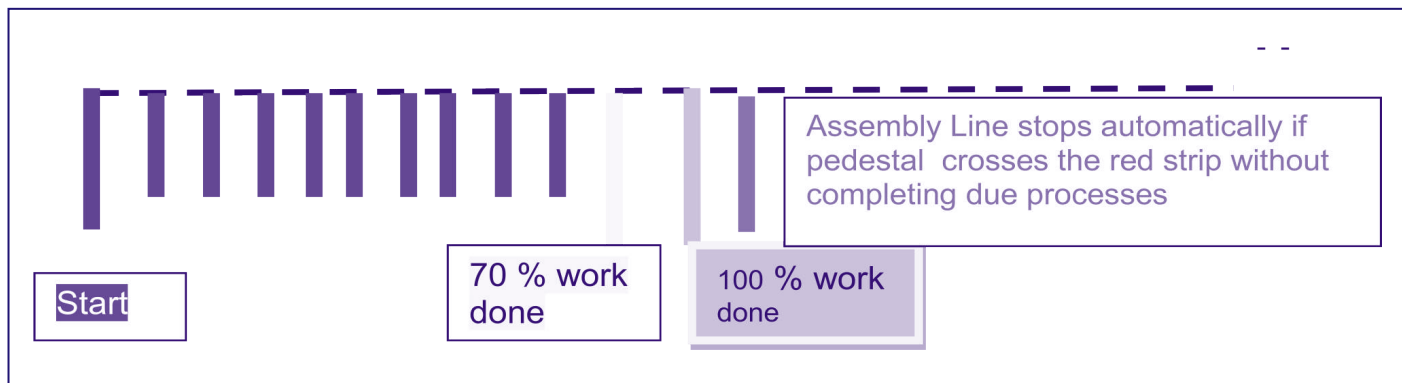 Assembly Line stops automatically if
pedestal crosses the red strip without
completing due processes
Start
70 % work
done
100 % work
done